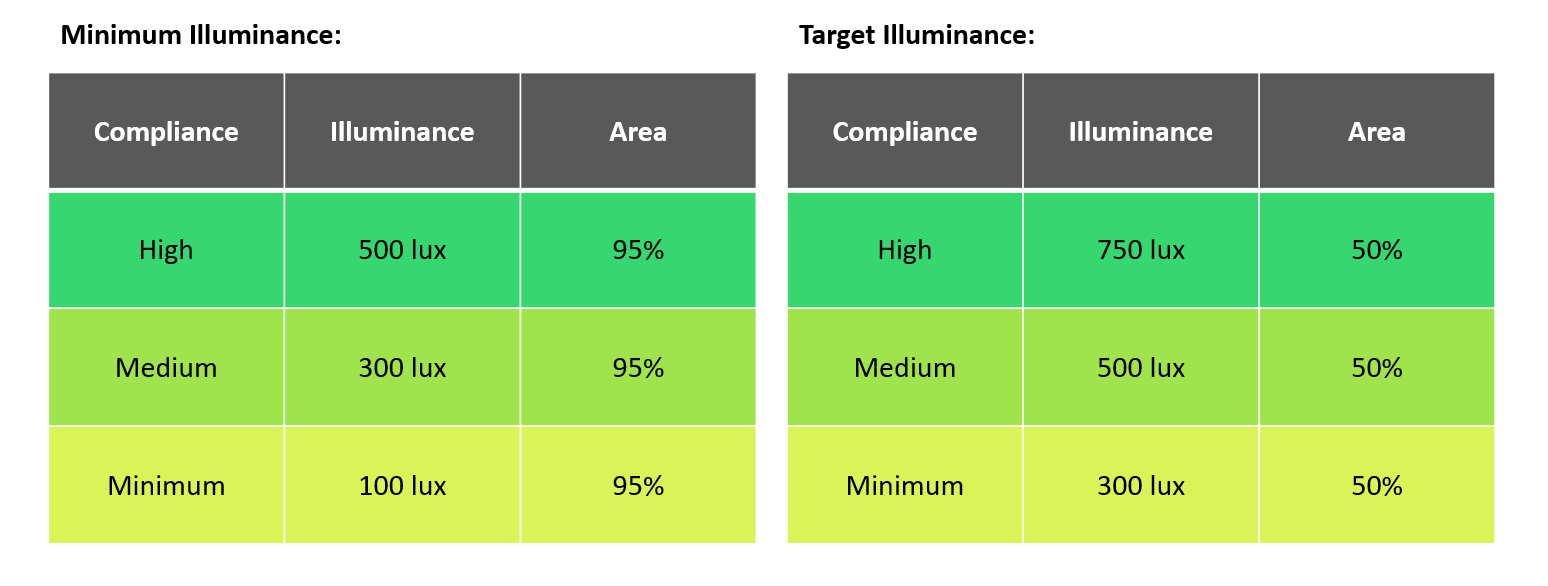 Minimum Illuminance:
Compliance Illuminance Area
High 500 lux 95%
Medium 300 lux 95%
Minimum 100 lux 95%
Target Illuminance:
Compliance Illuminance Area
High 750 lux 50%
Medium 500 lux 50%
Minimum 300 lux 50%